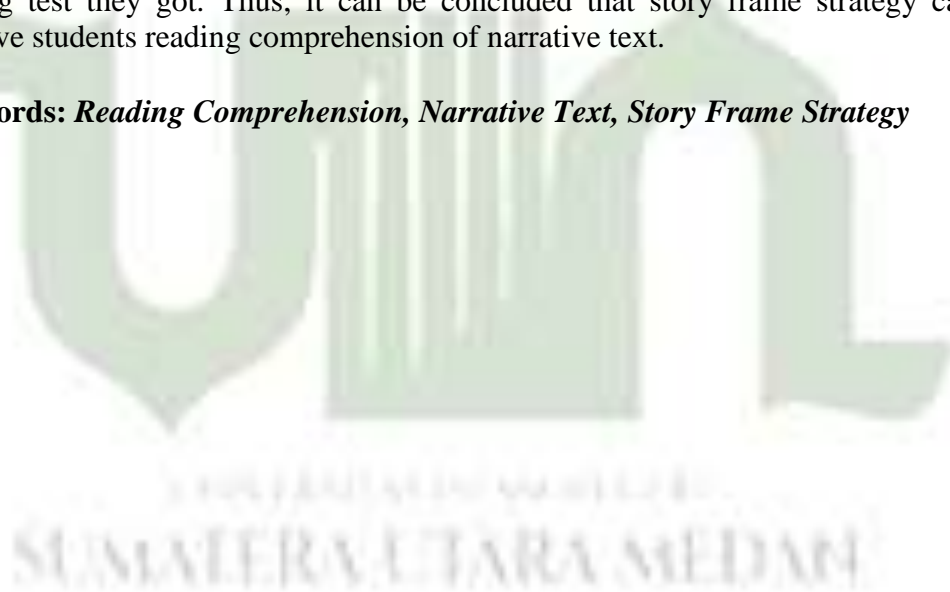 g test they got. Thus, it can be concluded that story frame strategy ca
ve students reading comprehension of narrative text.
ords: Reading Comprehension, Narrative Text, Story Frame Strategy
SUMATERA UTARA MEDAN